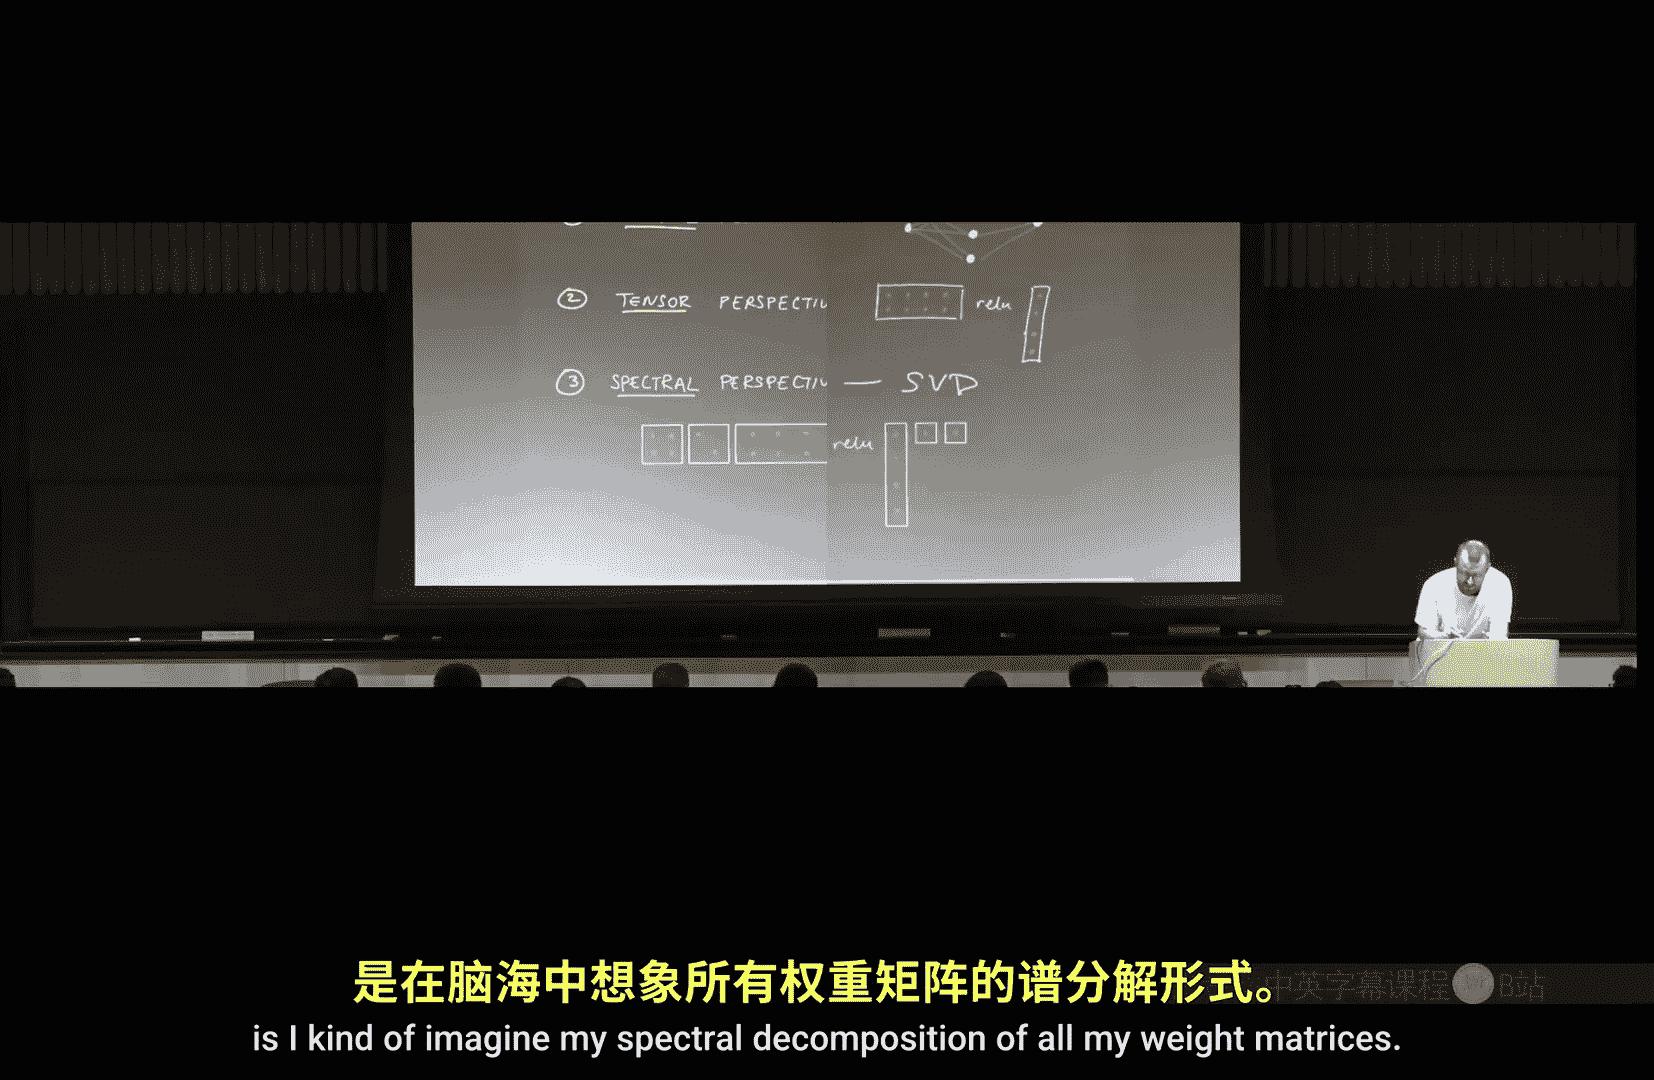 ② TENSOR PERSPECTIV relu
③ SPECTRAL PERSPECTIV — SVD
relu
是在脑海中想象所有权重矩阵的谱分解形式。
中英字幕课程 B站
is I kind of imagine my spectral decomposition of all my weight matrices.